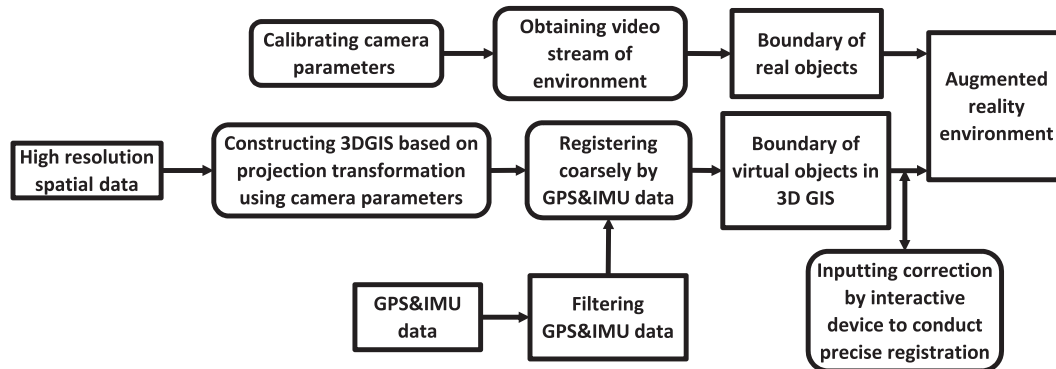 Calibrating camera
parameters
Obtaining video
stream of
environment
Boundary of
real objects
Augmented
reality
environment
High resolution
spatial data
Constructing 3DGIS based on
projection transformation
using camera parameters
Registering
coarsely by
GPS&IMU data
Boundary of
virtual objects in
3D GIS
GPS&IMU
data
Filtering
GPS&IMU data
Inputting correction
by interactive
device to conduct
precise registration